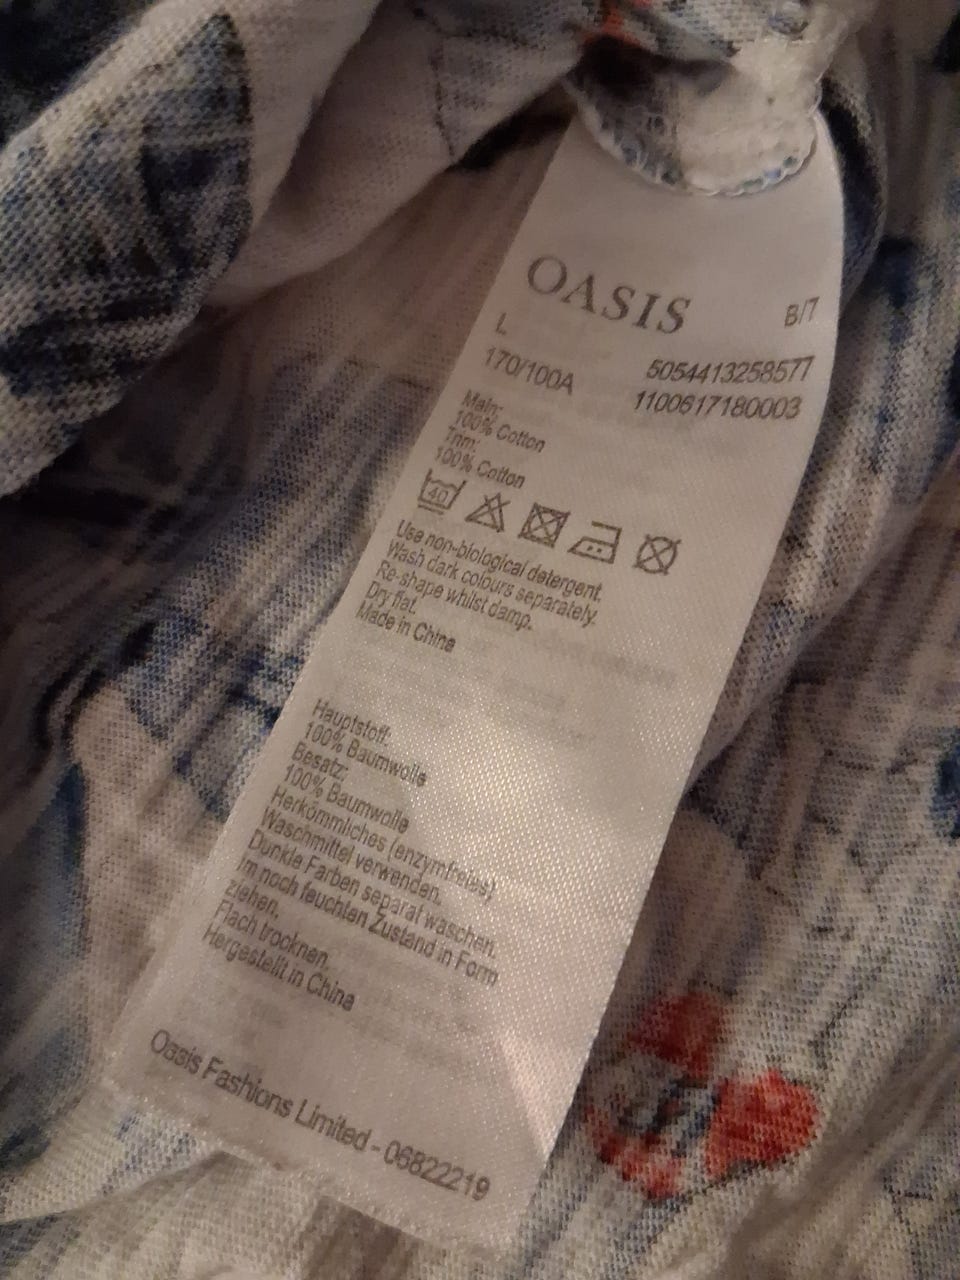 OASIS
B/7
L
170/100A
5054413258577
1100617180003
Main:
100% Cotton
Trim:
100% Cotton
40
Use non-biological detergent.
Wash dark colours separately.
Re-shape whilst damp.
Dry flat.
Made in China
Hauptstoff:
100% Baumwolle
Besatz:
100% Baumwolle
Herkömmliches (enzymfreies)
Waschmittel verwenden.
Dunkle Farben separat waschen.
Im noch feuchten Zustand in Form
ziehen.
Flach trocknen.
Hergestellt in China
Oasis Fashions Limited - 06822219